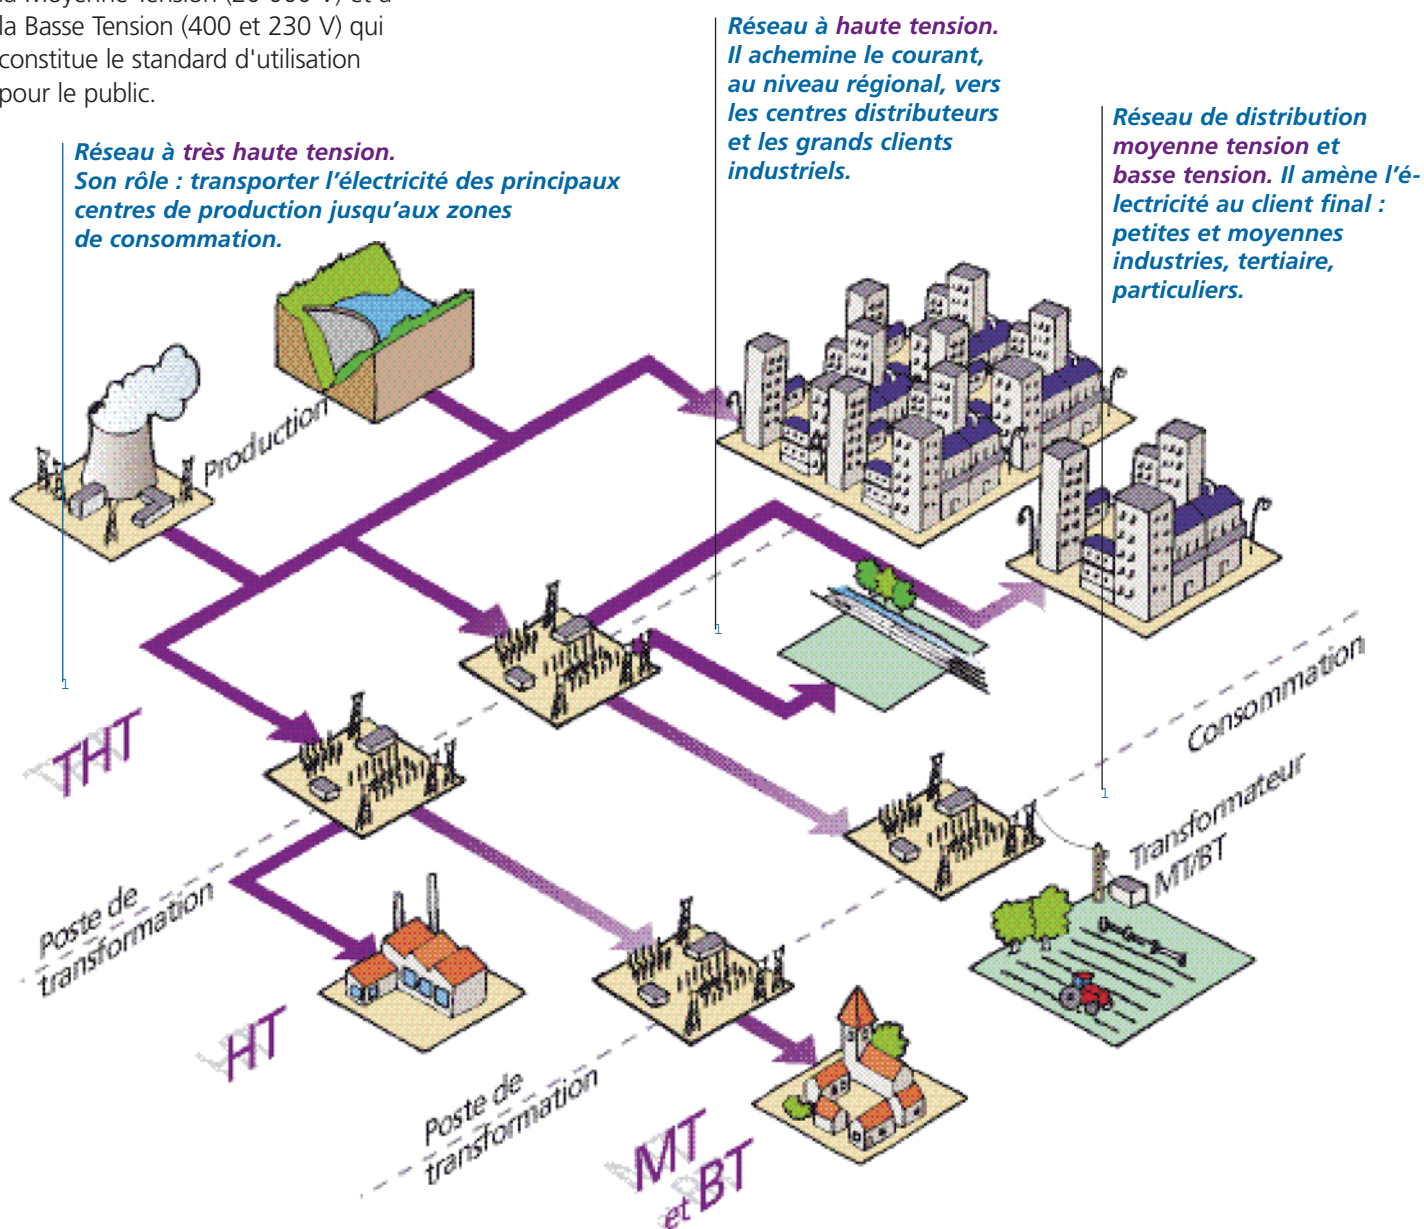 la Moyenne Tension (20 000 V) et à
la Basse Tension (400 et 230 V) qui
constitue le standard d'utilisation
pour le public.
Réseau à très haute tension.
Son rôle : transporter l’électricité des principaux
centres de production jusqu’aux zones
de consommation.
Réseau à haute tension.
Il achemine le courant,
au niveau régional, vers
les centres distributeurs
et les grands clients
industriels.
Réseau de distribution
moyenne tension et
basse tension. Il amène l’é-
lectricité au client final :
petites et moyennes
industries, tertiaire,
particuliers.
Production
1
1
1
Consommation
Transformateur
MT/BT
THT
Poste de
transformation
HT
Poste de
transformation
MT
et BT